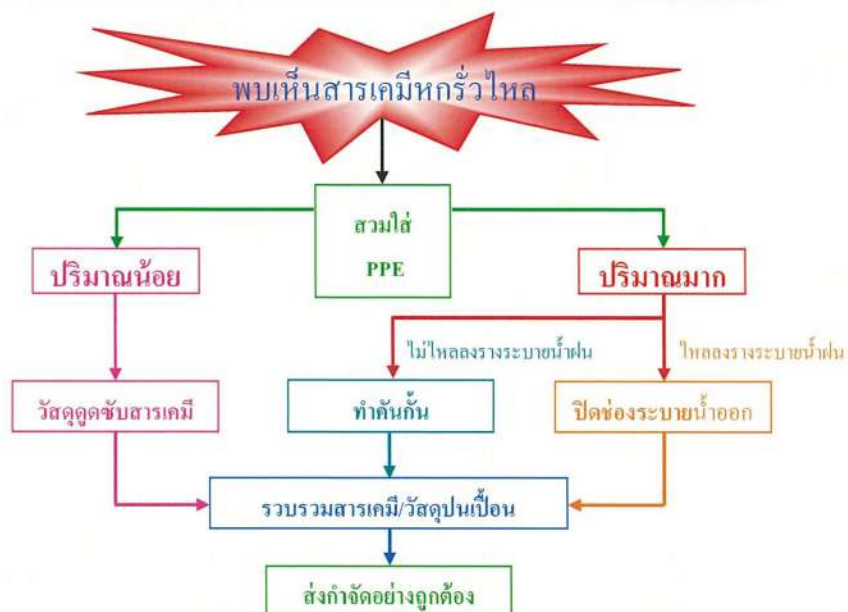 พบเห็นสารเคมีหกรั่วไหล
สวมใส่
PPE
ปริมาณน้อย
ปริมาณมาก
ไม่ไหลลงรางระบายน้ำฝน
ไหลลงรางระบายน้ำฝน
วัสดุดูดซับสารเคมี
ทำคันกั้น
ปิดช่องระบายน้ำออก
รวบรวมสารเคมี/วัสดุปนเปื้อน
ส่งกำจัดอย่างถูกต้อง